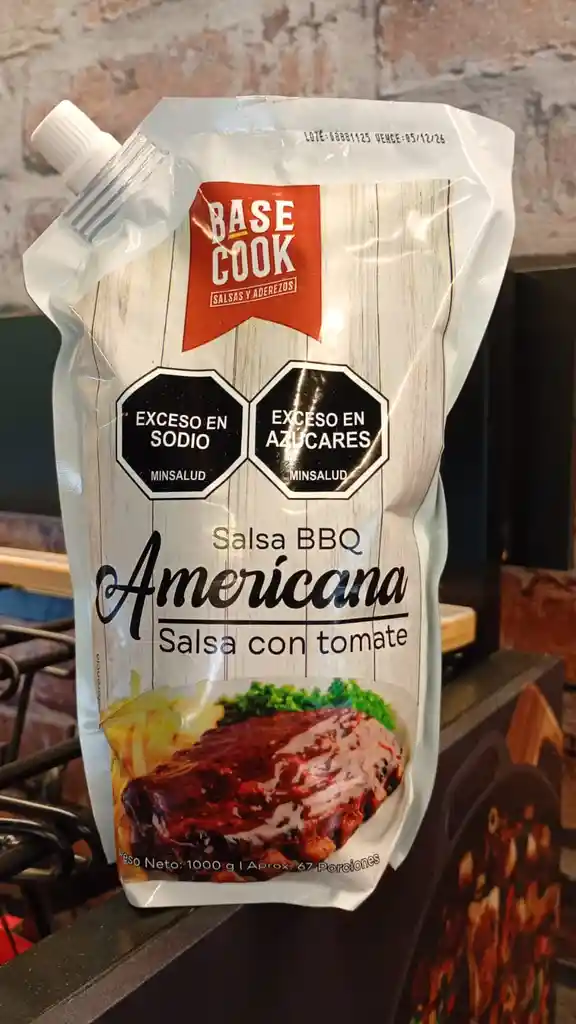 LOTE:08881125 VENCE:05/12/26
BASE
COOK
SALSAS Y ADEREZOS
EXCESO EN
SODIO
MINSALUD
EXCESO EN
AZÚCARES
MINSALUD
Salsa BBQ
Americana
Salsa con tomate
Peso Neto: 1000 g | Aprox. 67 Porciones